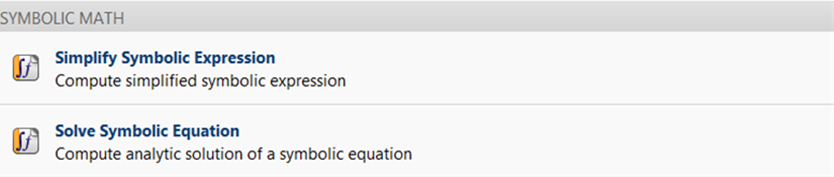 SYMBOLIC MATH
Simplify Symbolic Expression
Compute simplified symbolic expression
Solve Symbolic Equation
Compute analytic solution of a symbolic equation